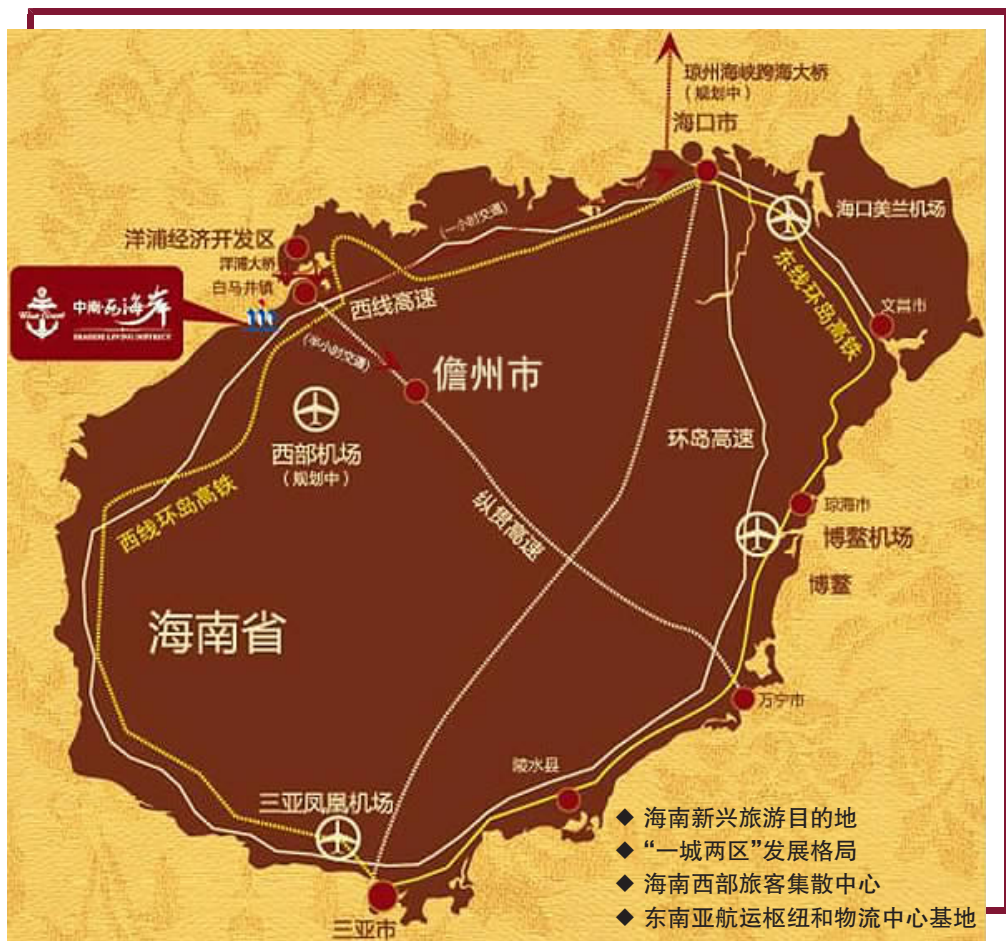 琼州海峡跨海大桥
（规划中）
海口市
海口美兰机场
（一小时交通）
洋浦经济开发区
洋浦大桥
白马井镇
中南·西海岸
西线高速
东线环岛高铁
文昌市
（半小时交通）
儋州市
西部机场
（规划中）
环岛高速
西线环岛高铁
纵贯高速
琼海市
博鳌机场
博鳌
海南省
万宁市
陵水县
三亚凤凰机场
三亚市
◆ 海南新兴旅游目的地
◆ “一城两区”发展格局
◆ 海南西部旅客集散中心
◆ 东南亚航运枢纽和物流中心基地